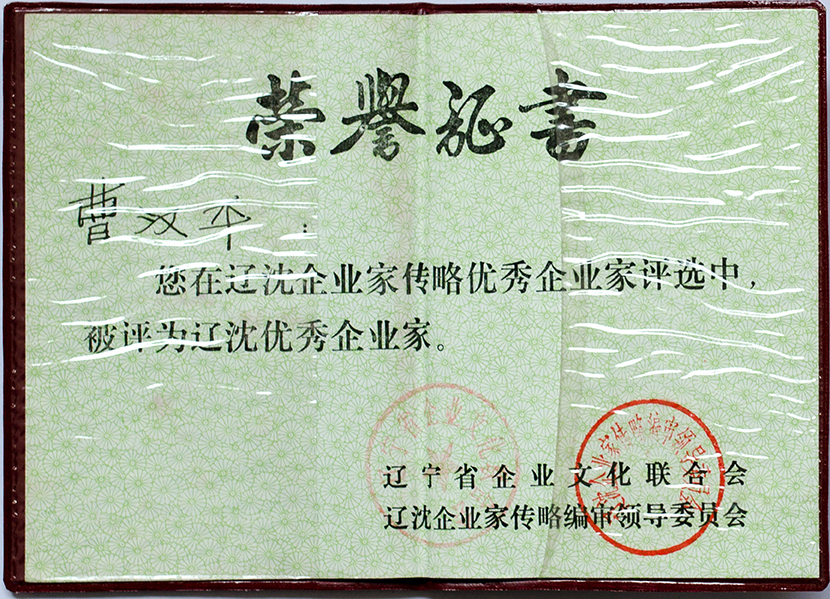 荣誉证书
曹效平：
您在辽沈企业家传略优秀企业家评选中，
被评为辽沈优秀企业家。
辽宁省企业文化联合会
辽沈企业家传略编审领导委员会